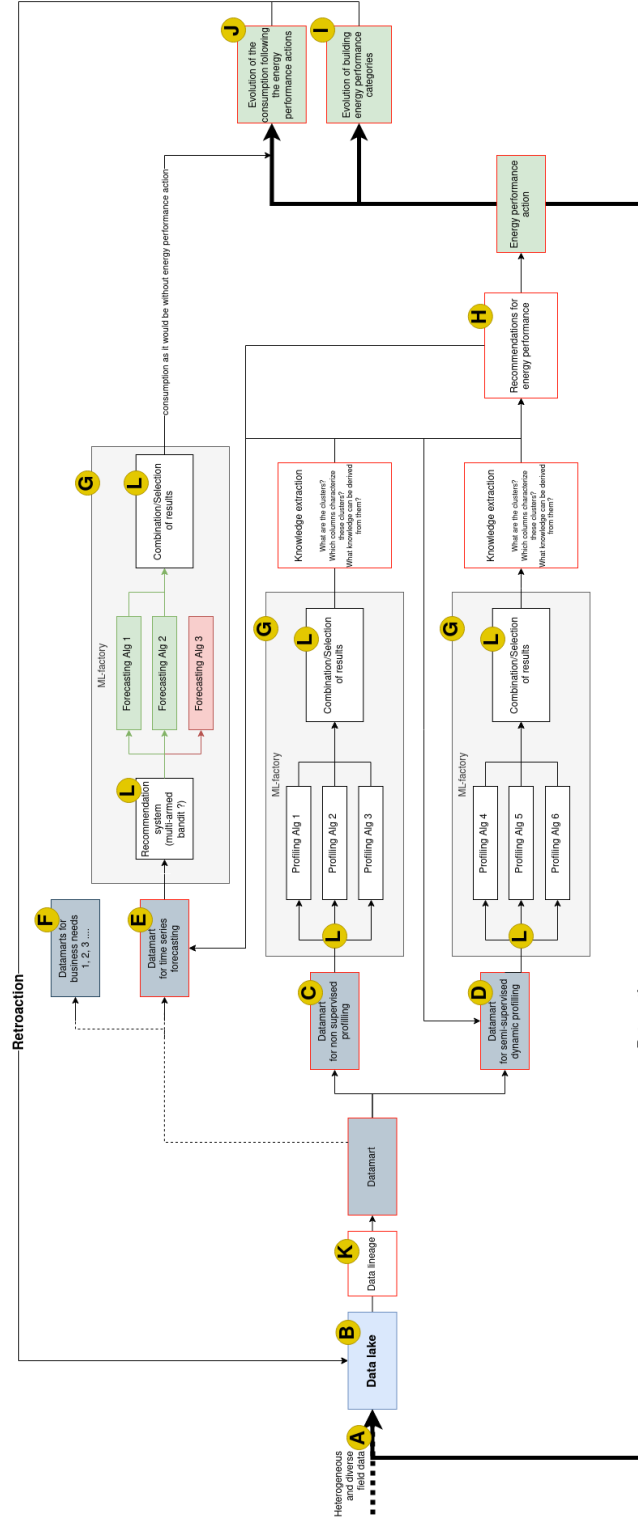 Retroaction
Heterogeneous
and diverse
field data
A
B
Data lake
K
Data lineage
Datamart
F
Datamarts for
business needs
1, 2, 3 ....
E
Datamart
for time series
forecasting
C
Datamart
for non supervised
profilling
D
Datamart
for semi-supervised
dynamic profiling
ML-factory
G
L
Recommendation
system
(multi-armed
bandit ?)
Forecasting Alg 1
Forecasting Alg 2
Forecasting Alg 3
L
Combination/Selection
of results
consumption as it would be without energy performance action
ML-factory
G
L
Profiling Alg 1
Profiling Alg 2
Profiling Alg 3
L
Combination/Selection
of results
Knowledge extraction
What are the clusters?
Which columns characterize
these clusters?
What knowledge can be derived
from them?
ML-factory
G
L
Profiling Alg 4
Profiling Alg 5
Profiling Alg 6
L
Combination/Selection
of results
Knowledge extraction
What are the clusters?
Which columns characterize
these clusters?
What knowledge can be derived
from them?
H
Recommendations for
energy performance
Energy performance
action
J
Evolution of the
consumption following
the energy
performance actions
I
Evolution of building
energy performance
categories